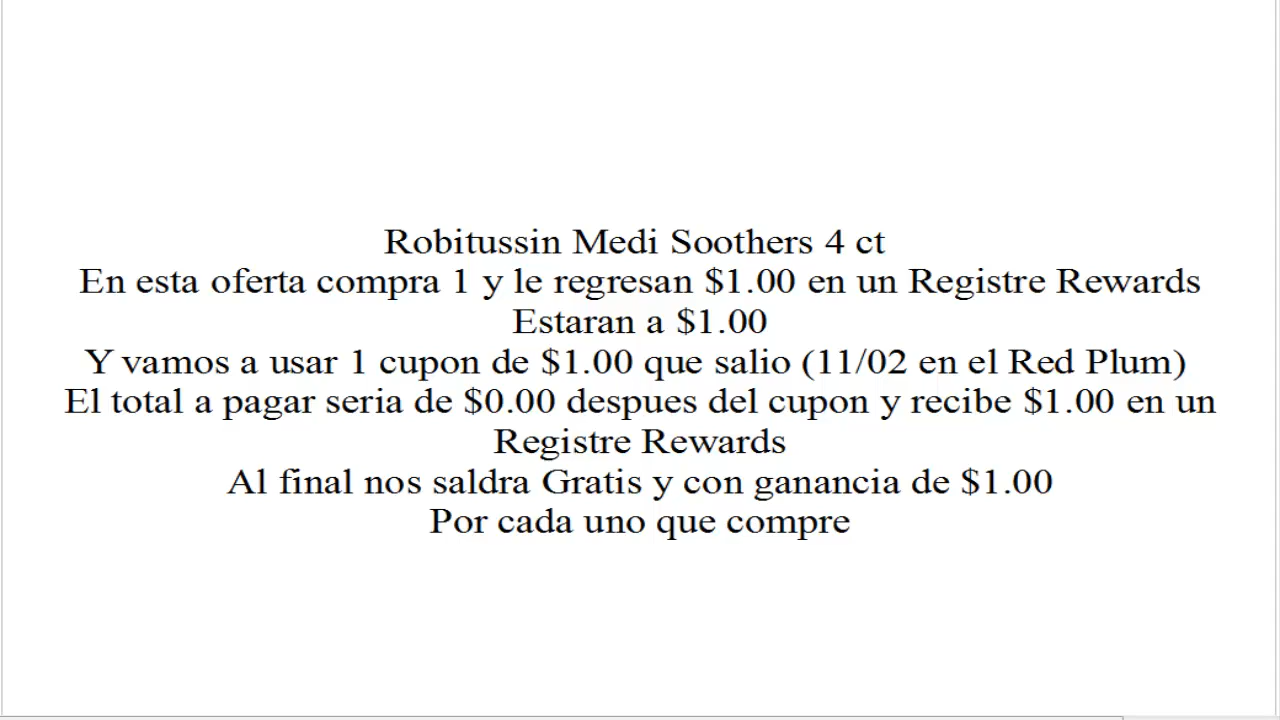 Robitussin Medi Soothers 4 ct
En esta oferta compra 1 y le regresan $1.00 en un Registre Rewards
Estaran a $1.00
Y vamos a usar 1 cupon de $1.00 que salio (11/02 en el Red Plum)
El total a pagar seria de $0.00 despues del cupon y recibe $1.00 en un
Registre Rewards
Al final nos saldra Gratis y con ganancia de $1.00
Por cada uno que compre